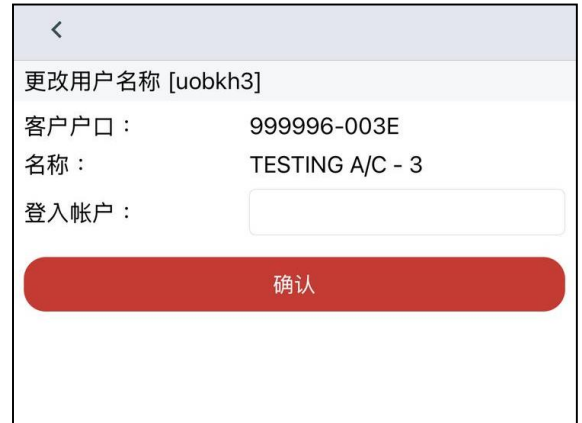 更改用户名称 [uobkh3]
客户户口： 999996-003E
名称： TESTING A/C - 3
登入帐户：
确认